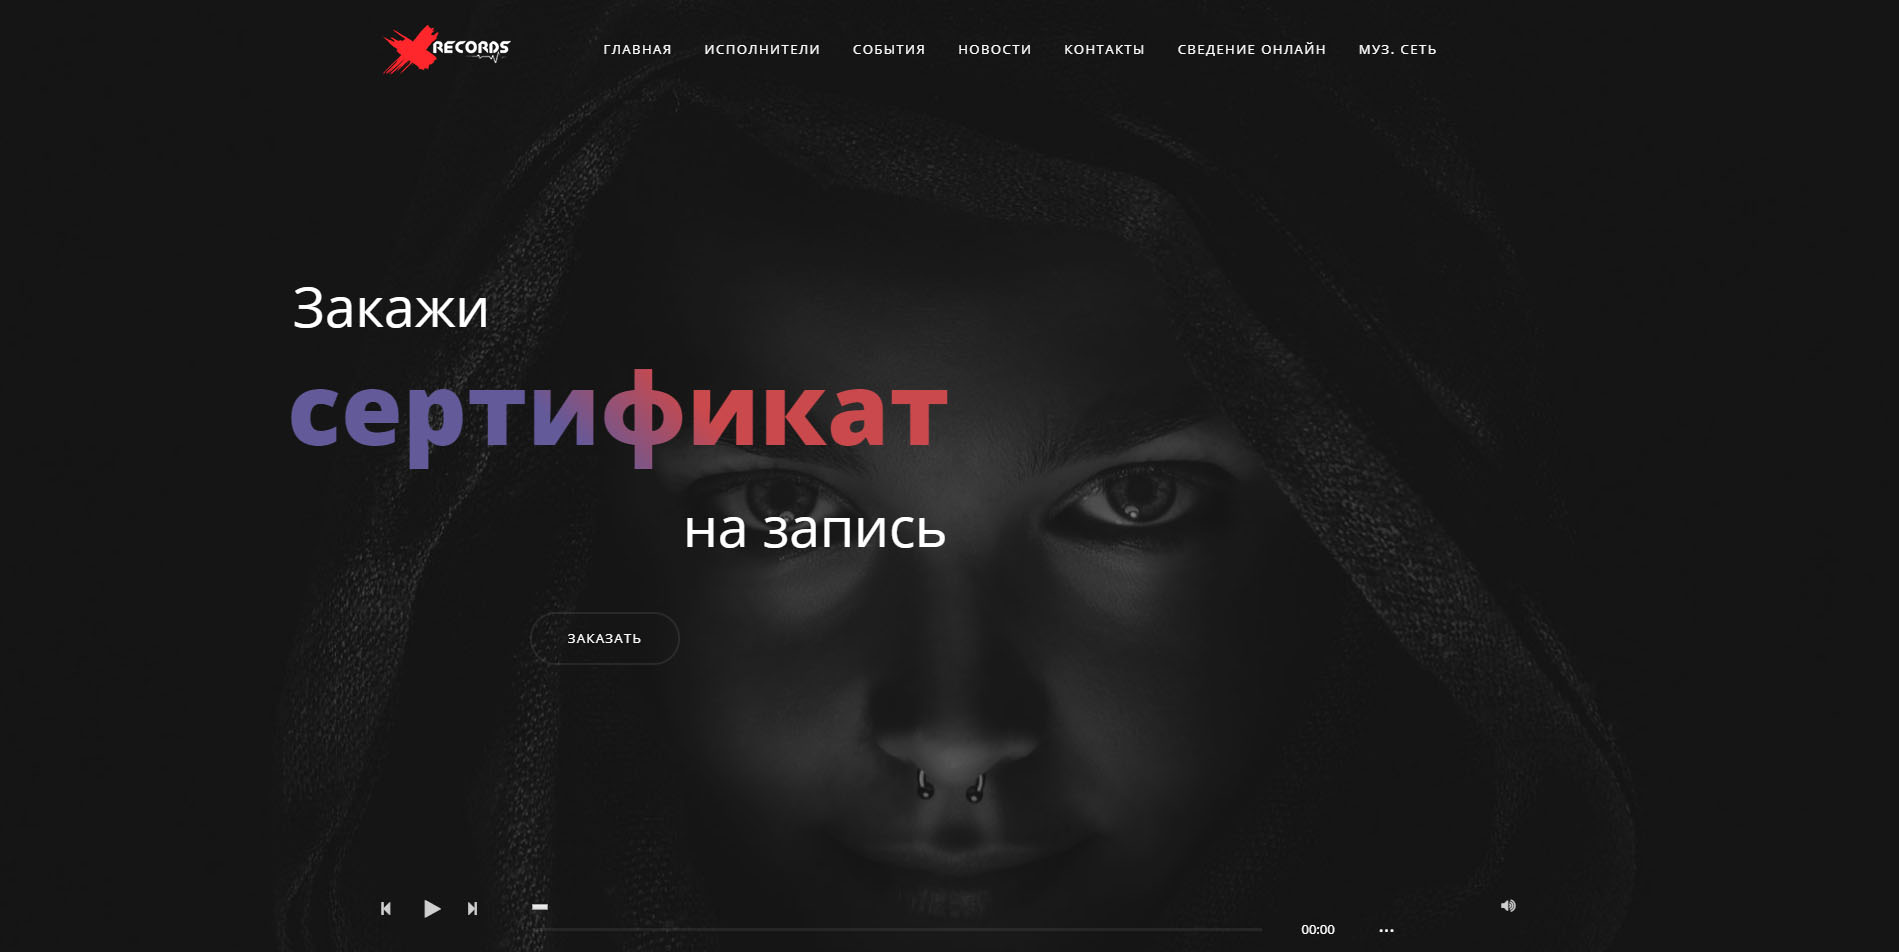 RECORDS
ГЛАВНАЯ ИСПОЛНИТЕЛИ СОБЫТИЯ НОВОСТИ КОНТАКТЫ СВЕДЕНИЕ ОНЛАЙН МУЗ. СЕТЬ
Закажи
сертификат
на запись
ЗАКАЗАТЬ
00:00